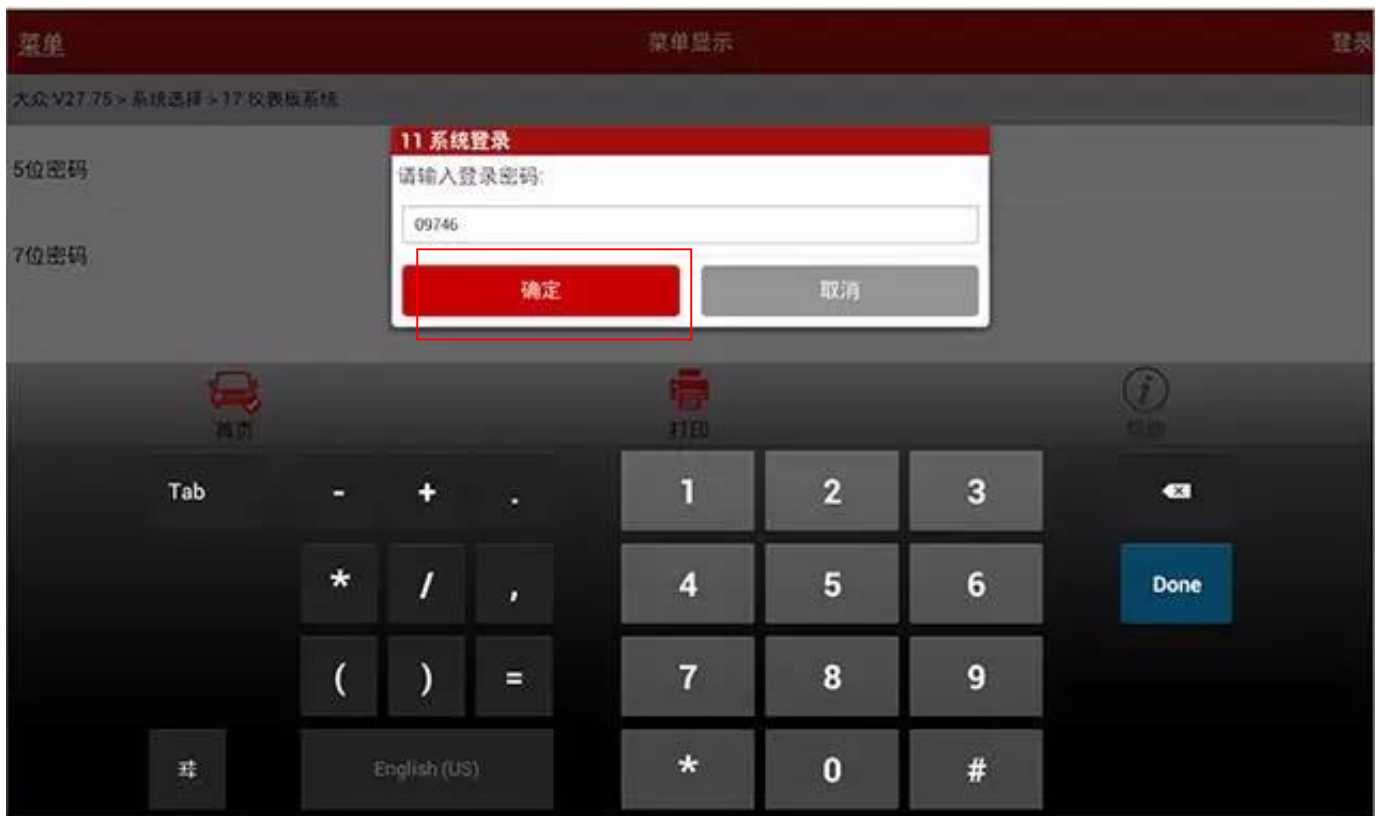 菜单 菜单显示 登录
大众 V27.75 > 系统选择 > 17 仪表板系统
11 系统登录
5位密码
请输入登录密码:
09746
7位密码
确定 取消
首页 打印
Tab - + . 1 2 3
* / , 4 5 6 Done
( ) = 7 8 9
English (US) * 0 #